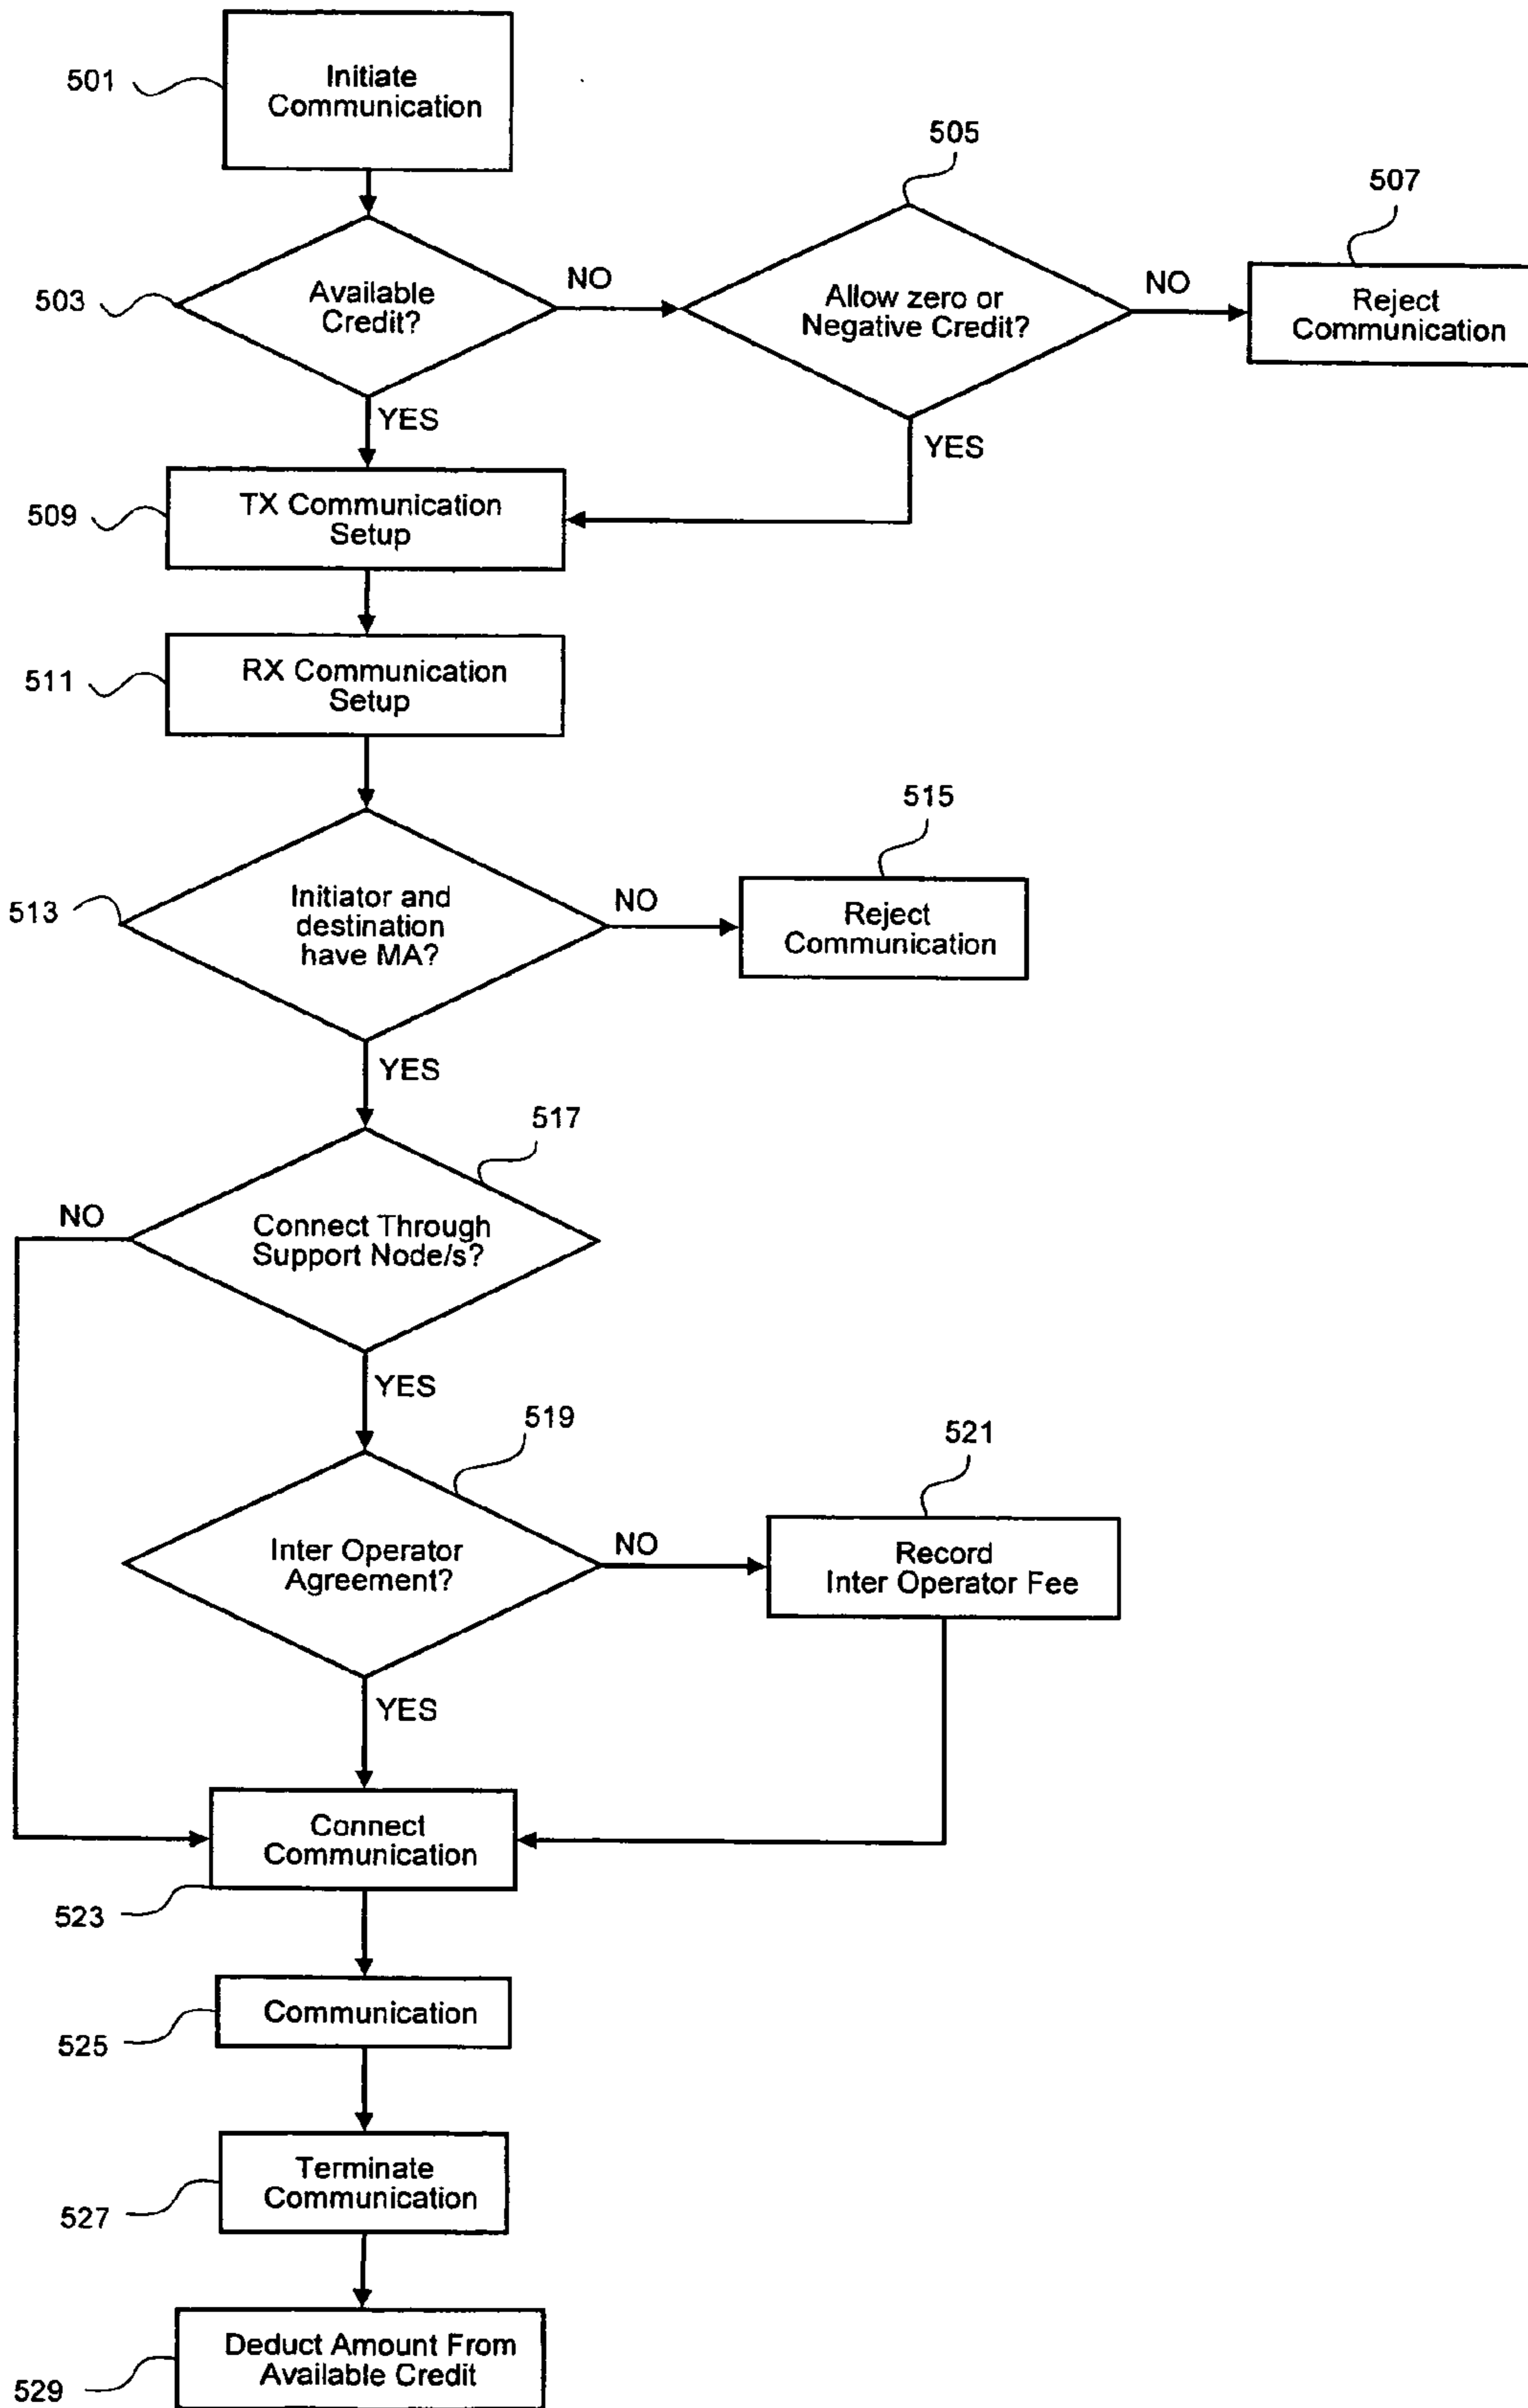 501
Initiate
Communication
505
507
503
Available
Credit?
NO
Allow zero or
Negative Credit?
NO
Reject
Communication
YES
YES
509
TX Communication
Setup
511
RX Communication
Setup
515
513
Initiator and
destination
have MA?
NO
Reject
Communication
YES
517
NO
Connect Through
Support Node/s?
YES
519
521
Inter Operator
Agreement?
NO
Record
Inter Operator Fee
YES
Connect
Communication
523
Communication
525
Terminate
Communication
527
Deduct Amount From
Available Credit
529